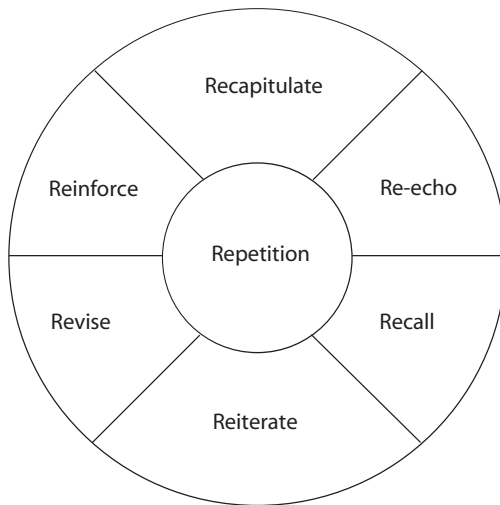 Recapitulate
Reinforce
Re-echo
Repetition
Revise
Recall
Reiterate